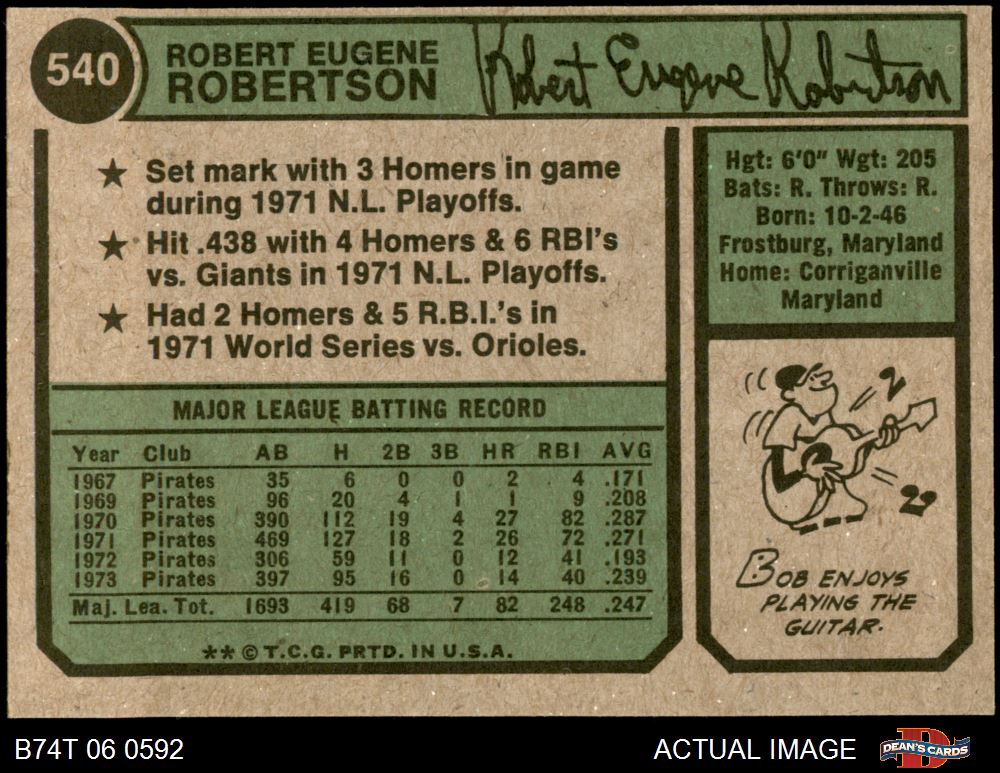 540
ROBERT EUGENE
ROBERTSON
Robert Eugene Robertson
★ Set mark with 3 Homers in game
during 1971 N.L. Playoffs.
★ Hit .438 with 4 Homers & 6 RBI's
vs. Giants in 1971 N.L. Playoffs.
★ Had 2 Homers & 5 R.B.I.'s in
1971 World Series vs. Orioles.
MAJOR LEAGUE BATTING RECORD
Year Club AB H 2B 3B HR RBI AVG
1967 Pirates 35 6 0 0 2 4 .171
1969 Pirates 96 20 4 1 1 9 .208
1970 Pirates 390 112 19 4 27 82 .287
1971 Pirates 469 127 18 2 26 72 .271
1972 Pirates 306 59 11 0 12 41 .193
1973 Pirates 397 95 16 0 14 40 .239
Maj. Lea. Tot. 1693 419 68 7 82 248 .247
** © T.C.G. PRTD. IN U.S.A.
Hgt: 6'0" Wgt: 205
Bats: R. Throws: R.
Born: 10-2-46
Frostburg, Maryland
Home: Corriganville
Maryland
BOB ENJOYS
PLAYING THE
GUITAR.
B74T 06 0592
ACTUAL IMAGE
DEAN'S CARDS